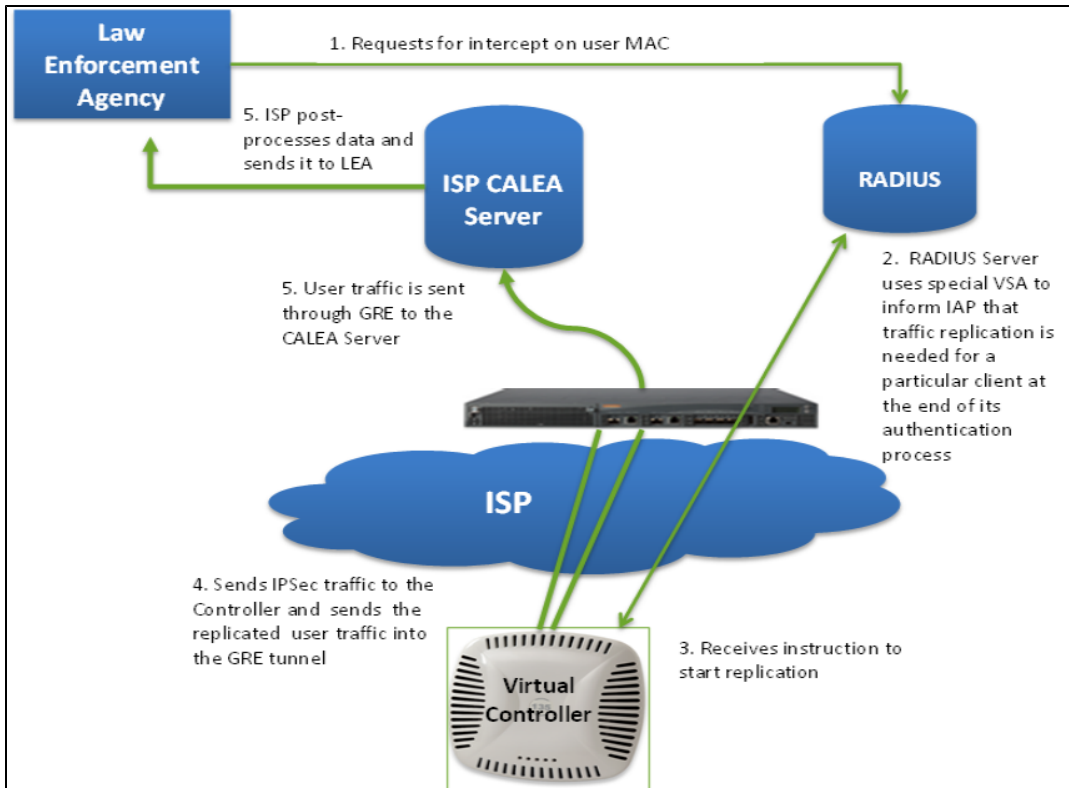 Law
Enforcement
Agency
1. Requests for intercept on user MAC
5. ISP post-
processes data and
sends it to LEA
ISP CALEA
Server
RADIUS
5. User traffic is sent
through GRE to the
CALEA Server
2. RADIUS Server
uses special VSA to
inform IAP that
traffic replication is
needed for a
particular client at
the end of its
authentication
process
ISP
4. Sends IPSec traffic to the
Controller and sends the
replicated user traffic into
the GRE tunnel
Virtual
Controller
3. Receives instruction to
start replication